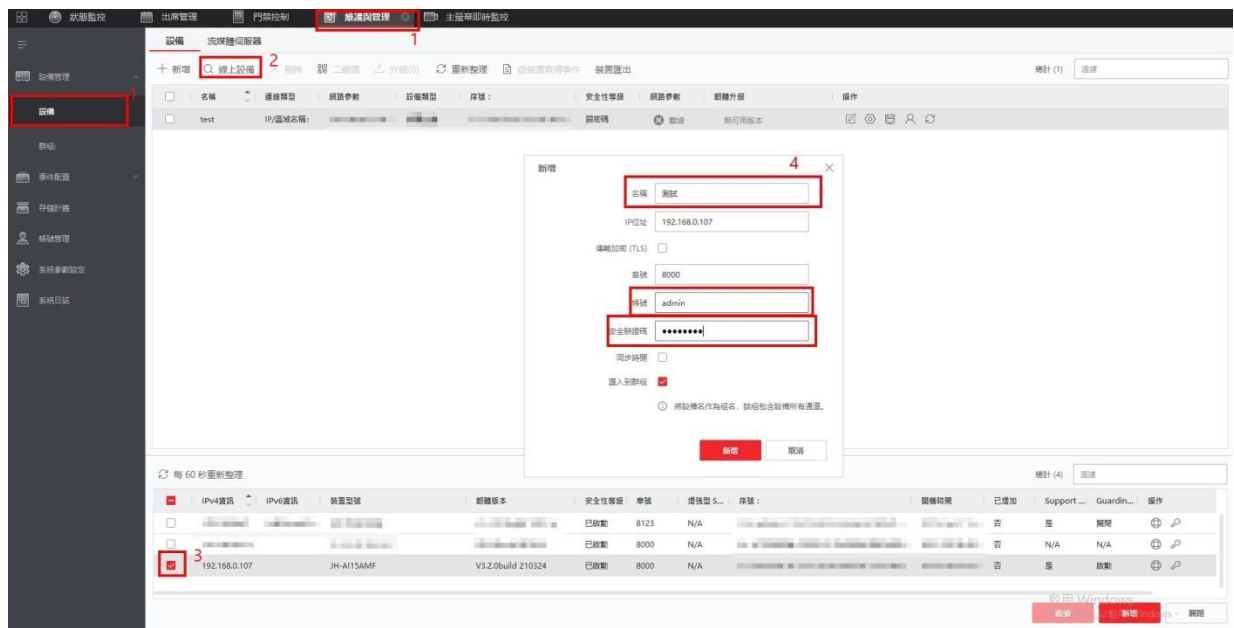 狀態監控 出席管理 門禁控制 維護與管理 主螢單即時監控
1
設備 流媒體伺服器
新增 線上設備 2 刪除 二維碼 升級(0) 重新整理 從裝置取得事件 裝置匯出 總計 (1) 過濾
設備管理
名稱 連線類型 網路參數 設備類型 序號： 安全性等級 網路參數 韌體升級 操作
1
設備
test IP/區域名稱: 弱密碼 離線 無可用版本
群組
事件配置
存儲計畫
帳號管理
系統參數設定
系統日誌
新增 4
名稱 測試
IP位址 192.168.0.107
傳輸加密 (TLS)
埠號 8000
帳號 admin
安全驗證碼 ••••••••
同步時間
匯入到群組
將設備名作為組名，該組包含設備所有通道。
新增 取消
每 60 秒重新整理 總計 (4) 過濾
IPv4資訊 IPv6資訊 裝置型號 韌體版本 安全性等級 埠號 增強型 S... 序號： 開機時間 已增加 Support ... Guardin... 操作
已啟動 8123 N/A 否 是 關閉
已啟動 8000 N/A 否 N/A N/A
3
192.168.0.107 JH-AI15AMF V3.2.0build 210324 已啟動 8000 N/A 否 是 啟動
啟用 Windows
啟動 新增 關閉